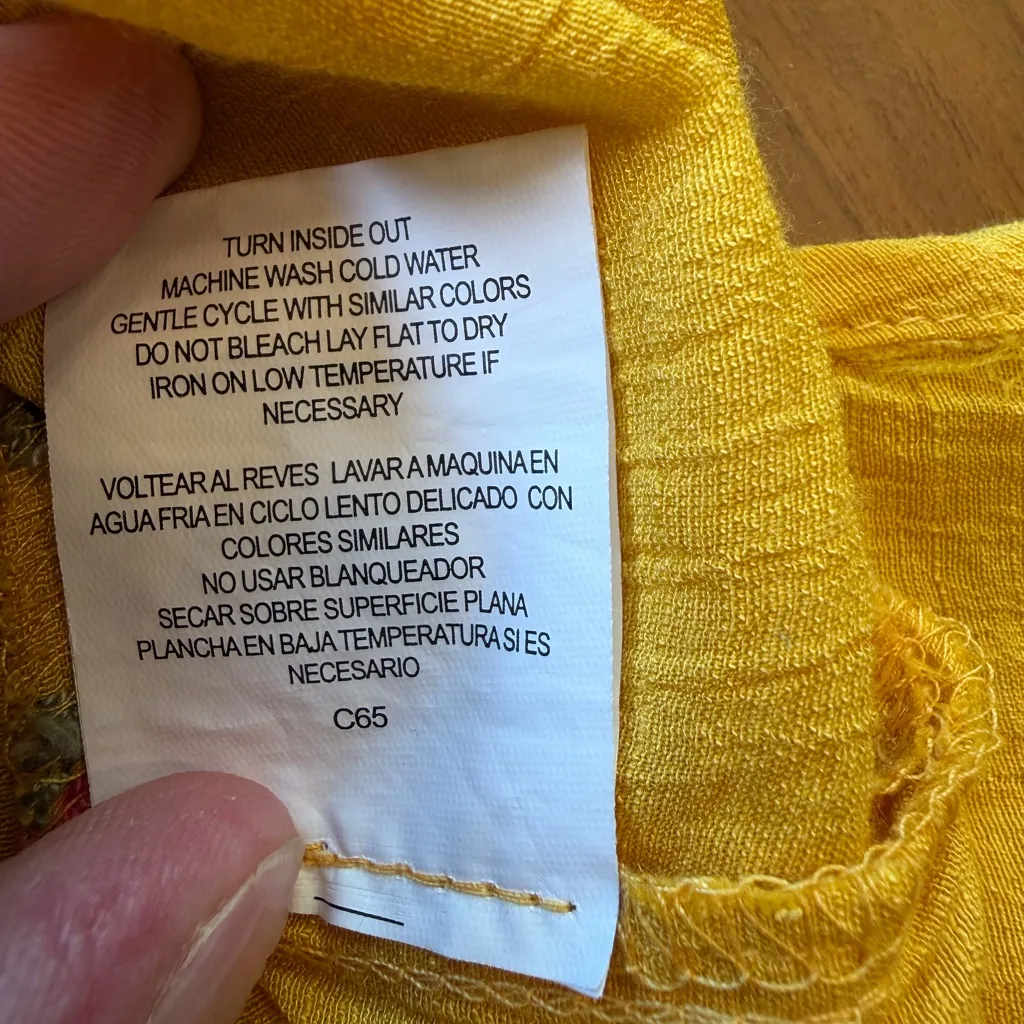 TURN INSIDE OUT
MACHINE WASH COLD WATER
GENTLE CYCLE WITH SIMILAR COLORS
DO NOT BLEACH LAY FLAT TO DRY
IRON ON LOW TEMPERATURE IF
NECESSARY
VOLTEAR AL REVES LAVAR A MAQUINA EN
AGUA FRIA EN CICLO LENTO DELICADO CON
COLORES SIMILARES
NO USAR BLANQUEADOR
SECAR SOBRE SUPERFICIE PLANA
PLANCHA EN BAJA TEMPERATURA SI ES
NECESARIO
C65